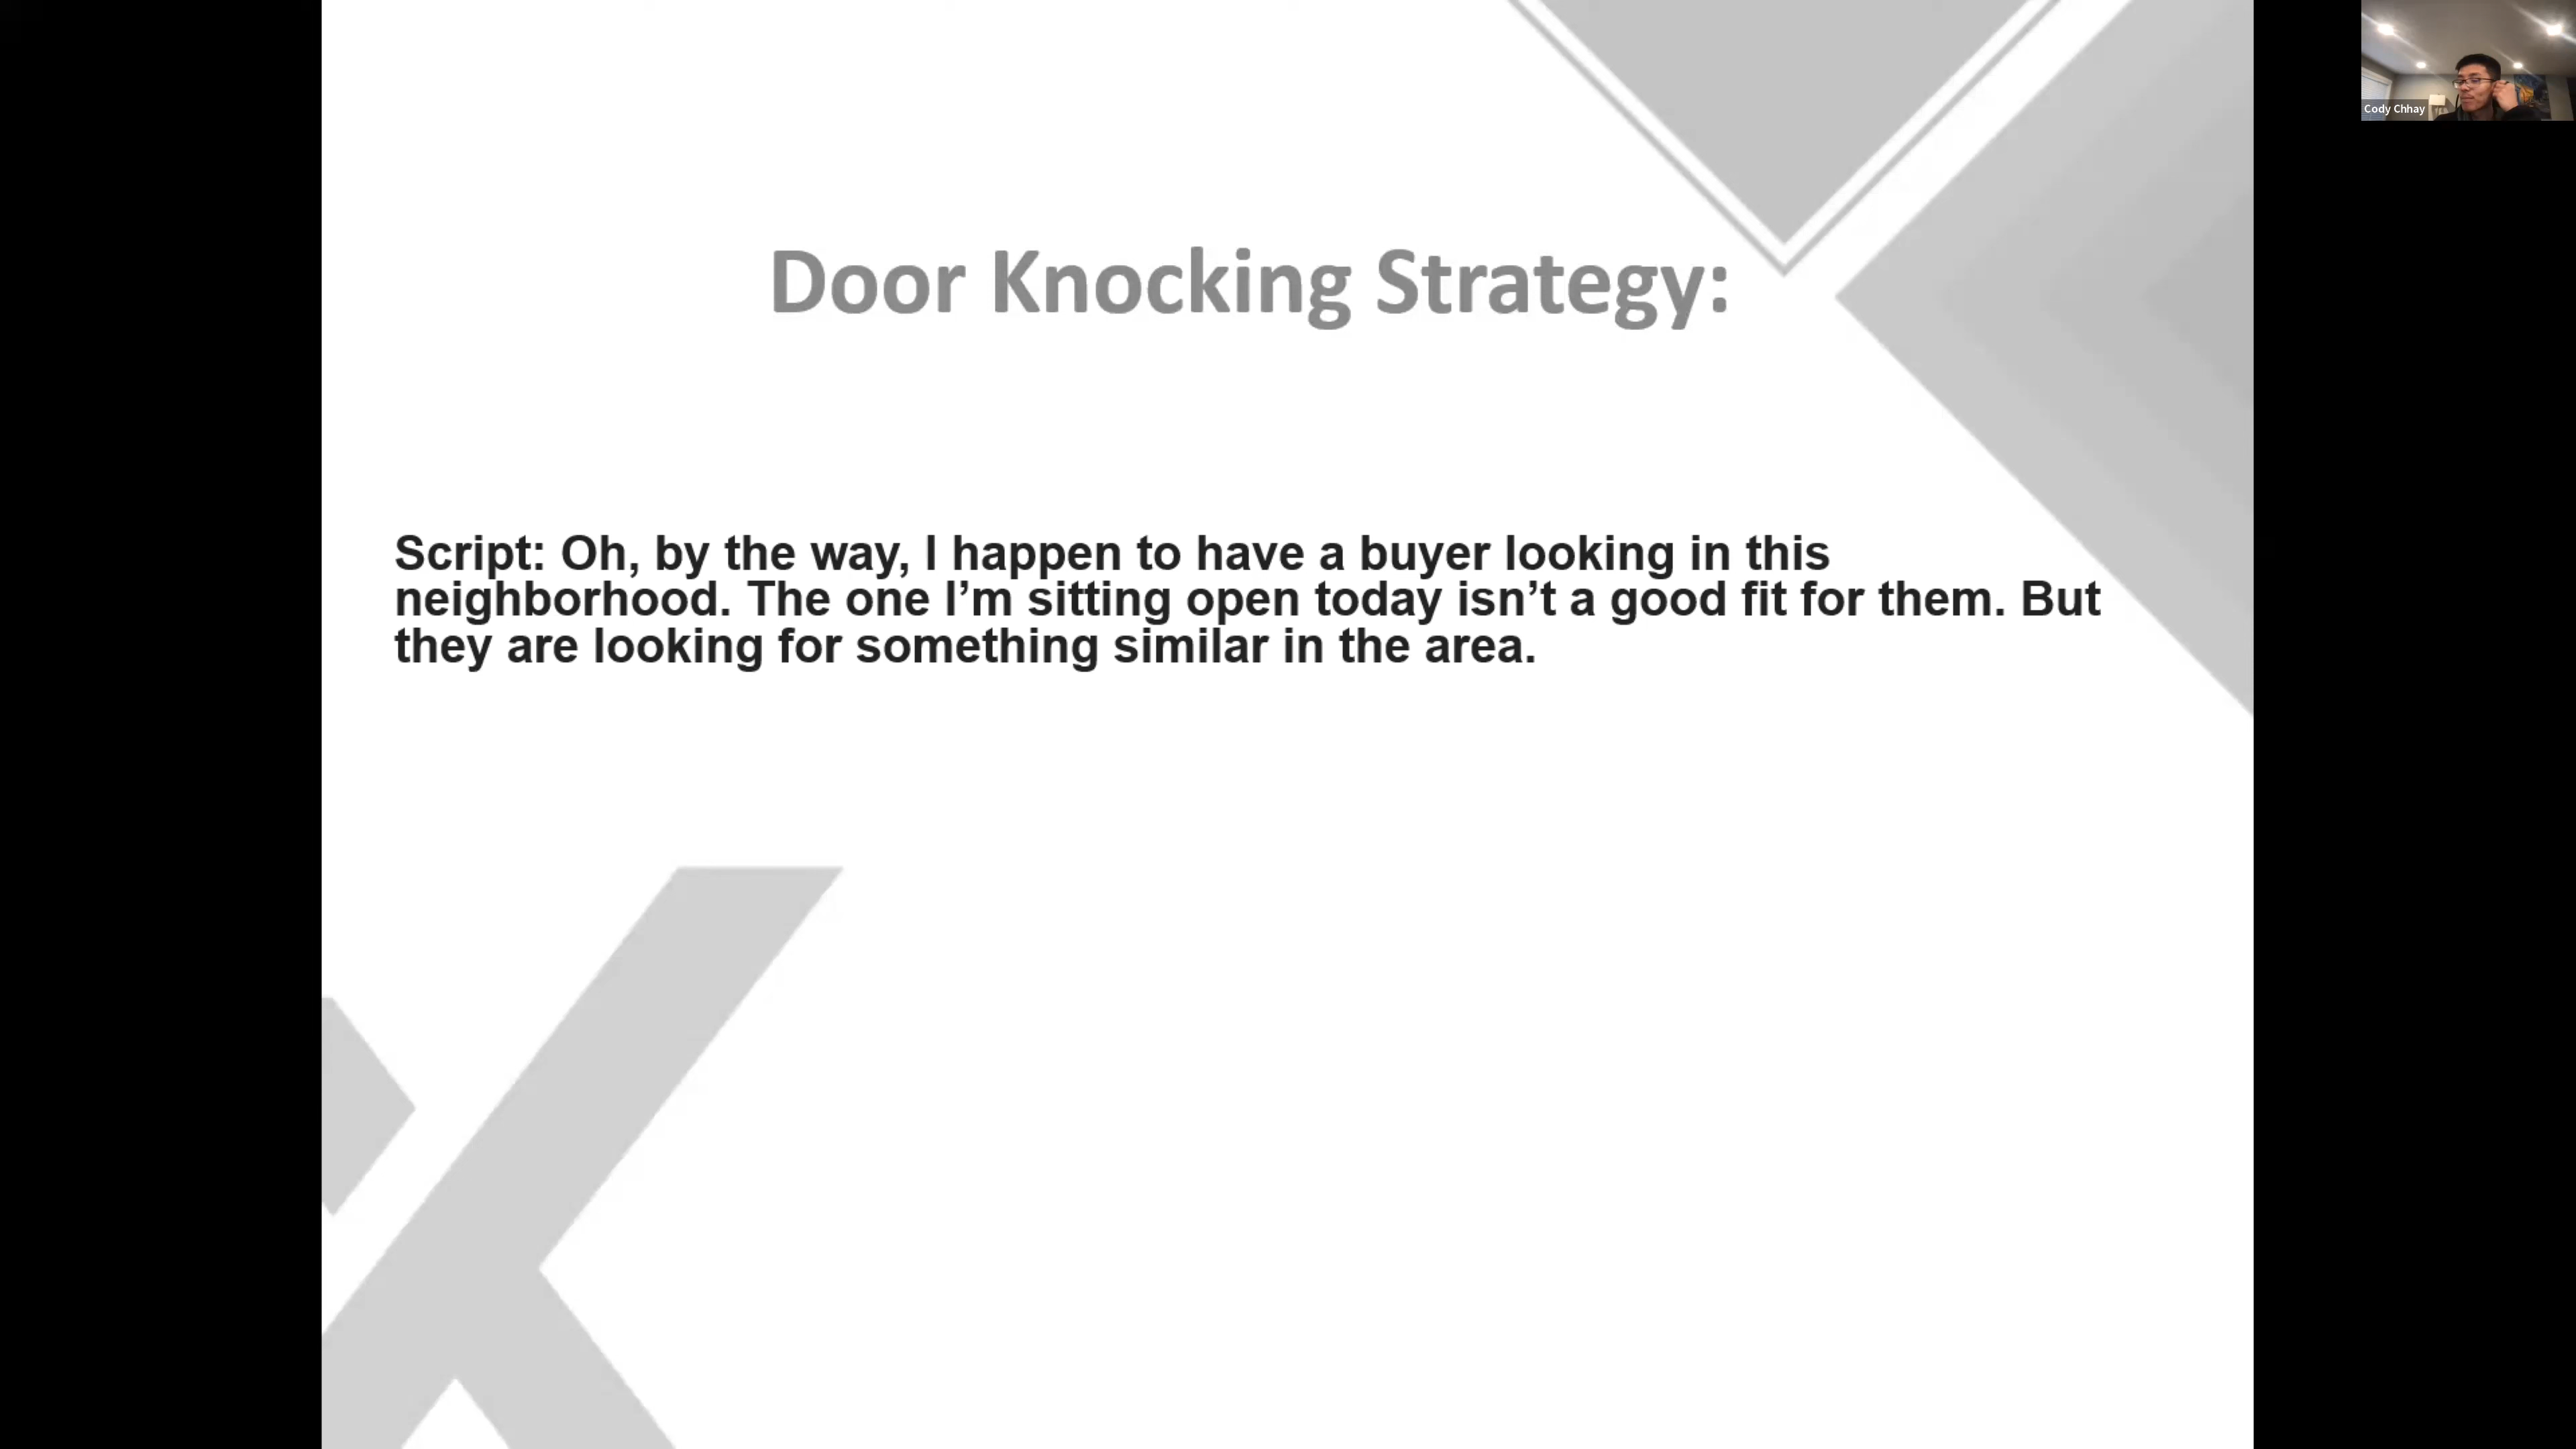 Door Knocking Strategy:
Script: Oh, by the way, I happen to have a buyer looking in this
neighborhood. The one I’m sitting open today isn’t a good fit for them. But
they are looking for something similar in the area.
Cody Chhay